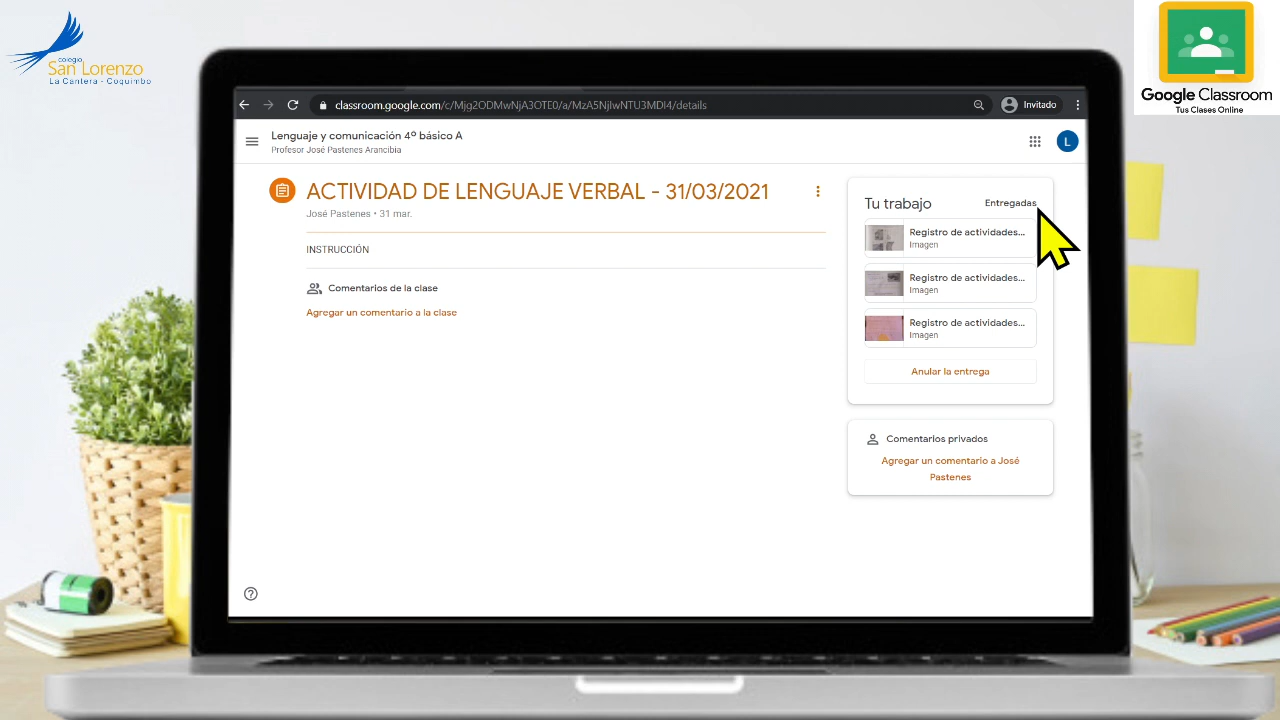 colegio
San Lorenzo
La Cantera - Coquimbo
Google Classroom
Tus Clases Online
classroom.google.com/c/Mjg2ODMwNjA3OTE0/a/MzA5NjIwNTU3MDI4/details
Invitado
Lenguaje y comunicación 4º básico A
Profesor José Pastenes Arancibia
L
ACTIVIDAD DE LENGUAJE VERBAL - 31/03/2021
José Pastenes • 31 mar.
INSTRUCCIÓN
Comentarios de la clase
Agregar un comentario a la clase
Tu trabajo
Entregadas
Registro de actividades...
Imagen
Registro de actividades...
Imagen
Registro de actividades...
Imagen
Anular la entrega
Comentarios privados
Agregar un comentario a José
Pastenes